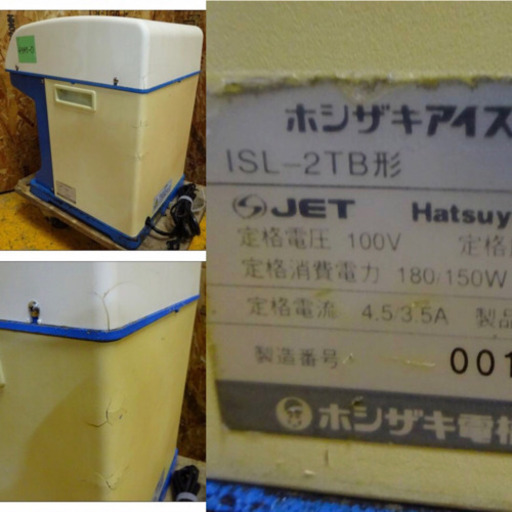 ホシザキアイス
ISL-2TB形
JET Hatsuy
定格電圧 100V 定格
定格消費電力 180/150W
定格電流 4.5/3.5A 製品
製造番号 001
ホシザキ電機